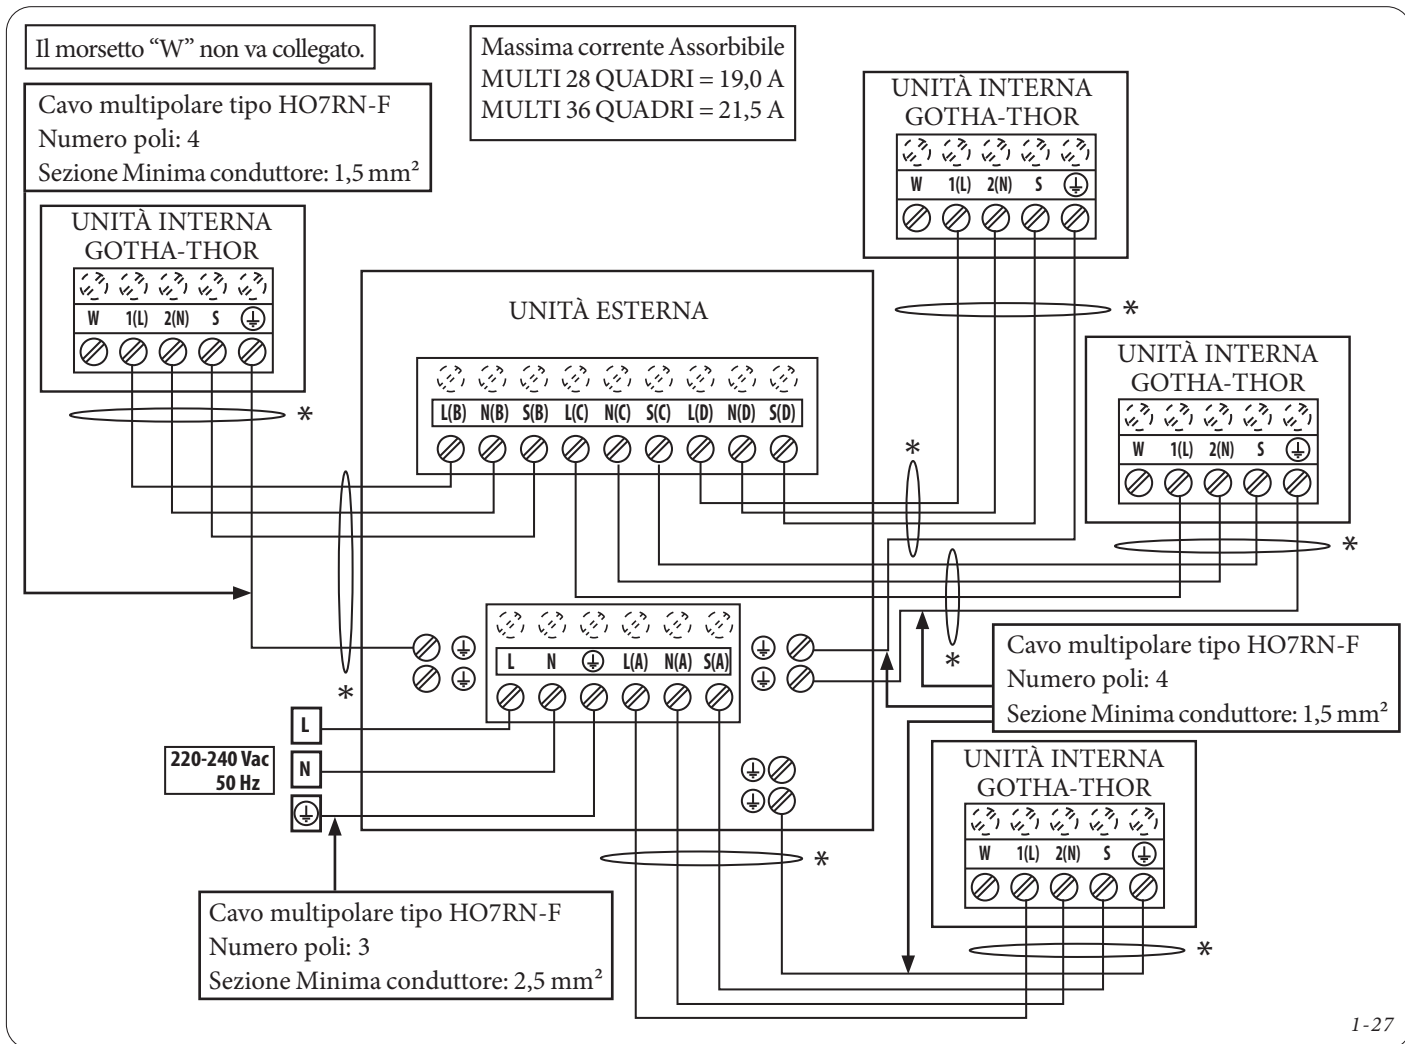 Il morsetto “W” non va collegato.
Massima corrente Assorbibile
MULTI 28 QUADRI = 19,0 A
MULTI 36 QUADRI = 21,5 A
Cavo multipolare tipo HO7RN-F
Numero poli: 4
Sezione Minima conduttore: 1,5 mm²
UNITÀ INTERNA
GOTHA-THOR
W 1(L) 2(N) S
UNITÀ INTERNA
GOTHA-THOR
W 1(L) 2(N) S
*
UNITÀ ESTERNA
L(B) N(B) S(B) L(C) N(C) S(C) L(D) N(D) S(D)
*
UNITÀ INTERNA
GOTHA-THOR
W 1(L) 2(N) S
*
*
*
*
*
L N L(A) N(A) S(A)
Cavo multipolare tipo HO7RN-F
Numero poli: 4
Sezione Minima conduttore: 1,5 mm²
L
220-240 Vac
50 Hz
N
UNITÀ INTERNA
GOTHA-THOR
W 1(L) 2(N) S
*
*
Cavo multipolare tipo HO7RN-F
Numero poli: 3
Sezione Minima conduttore: 2,5 mm²
1-27